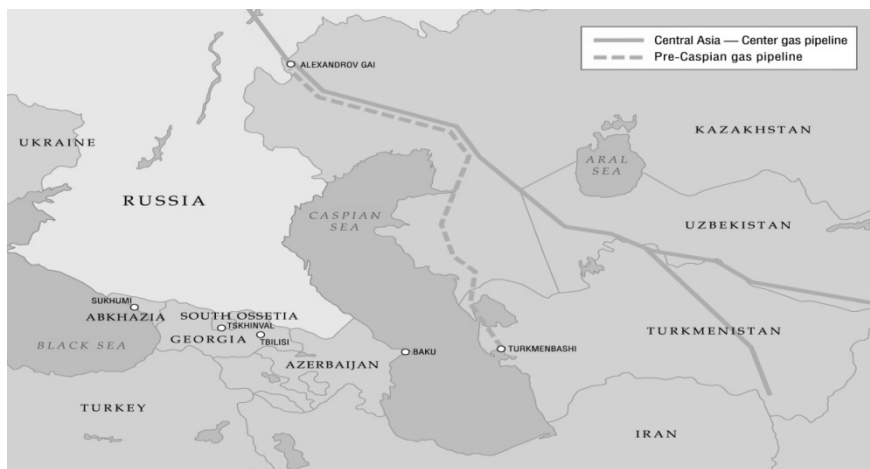 Central Asia — Center gas pipeline
Pre-Caspian gas pipeline
ALEXANDROV GAI
KAZAKHSTAN
UKRAINE
ARAL
SEA
RUSSIA
CASPIAN
SEA
UZBEKISTAN
SUKHUMI
ABKHAZIA
SOUTH OSSETIA
TSKHINVAL
TBILISI
GEORGIA
BLACK SEA
TURKMENISTAN
BAKU
TURKMENBASHI
AZERBAIJAN
TURKEY
IRAN